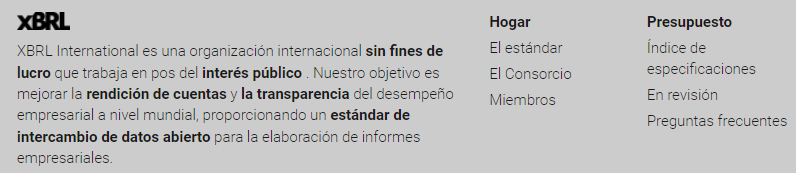 XBRL
XBRL International es una organización internacional sin fines de
lucro que trabaja en pos del interés público . Nuestro objetivo es
mejorar la rendición de cuentas y la transparencia del desempeño
empresarial a nivel mundial, proporcionando un estándar de
intercambio de datos abierto para la elaboración de informes
empresariales.
Hogar
El estándar
El Consorcio
Miembros
Presupuesto
Índice de
especificaciones
En revisión
Preguntas frecuentes